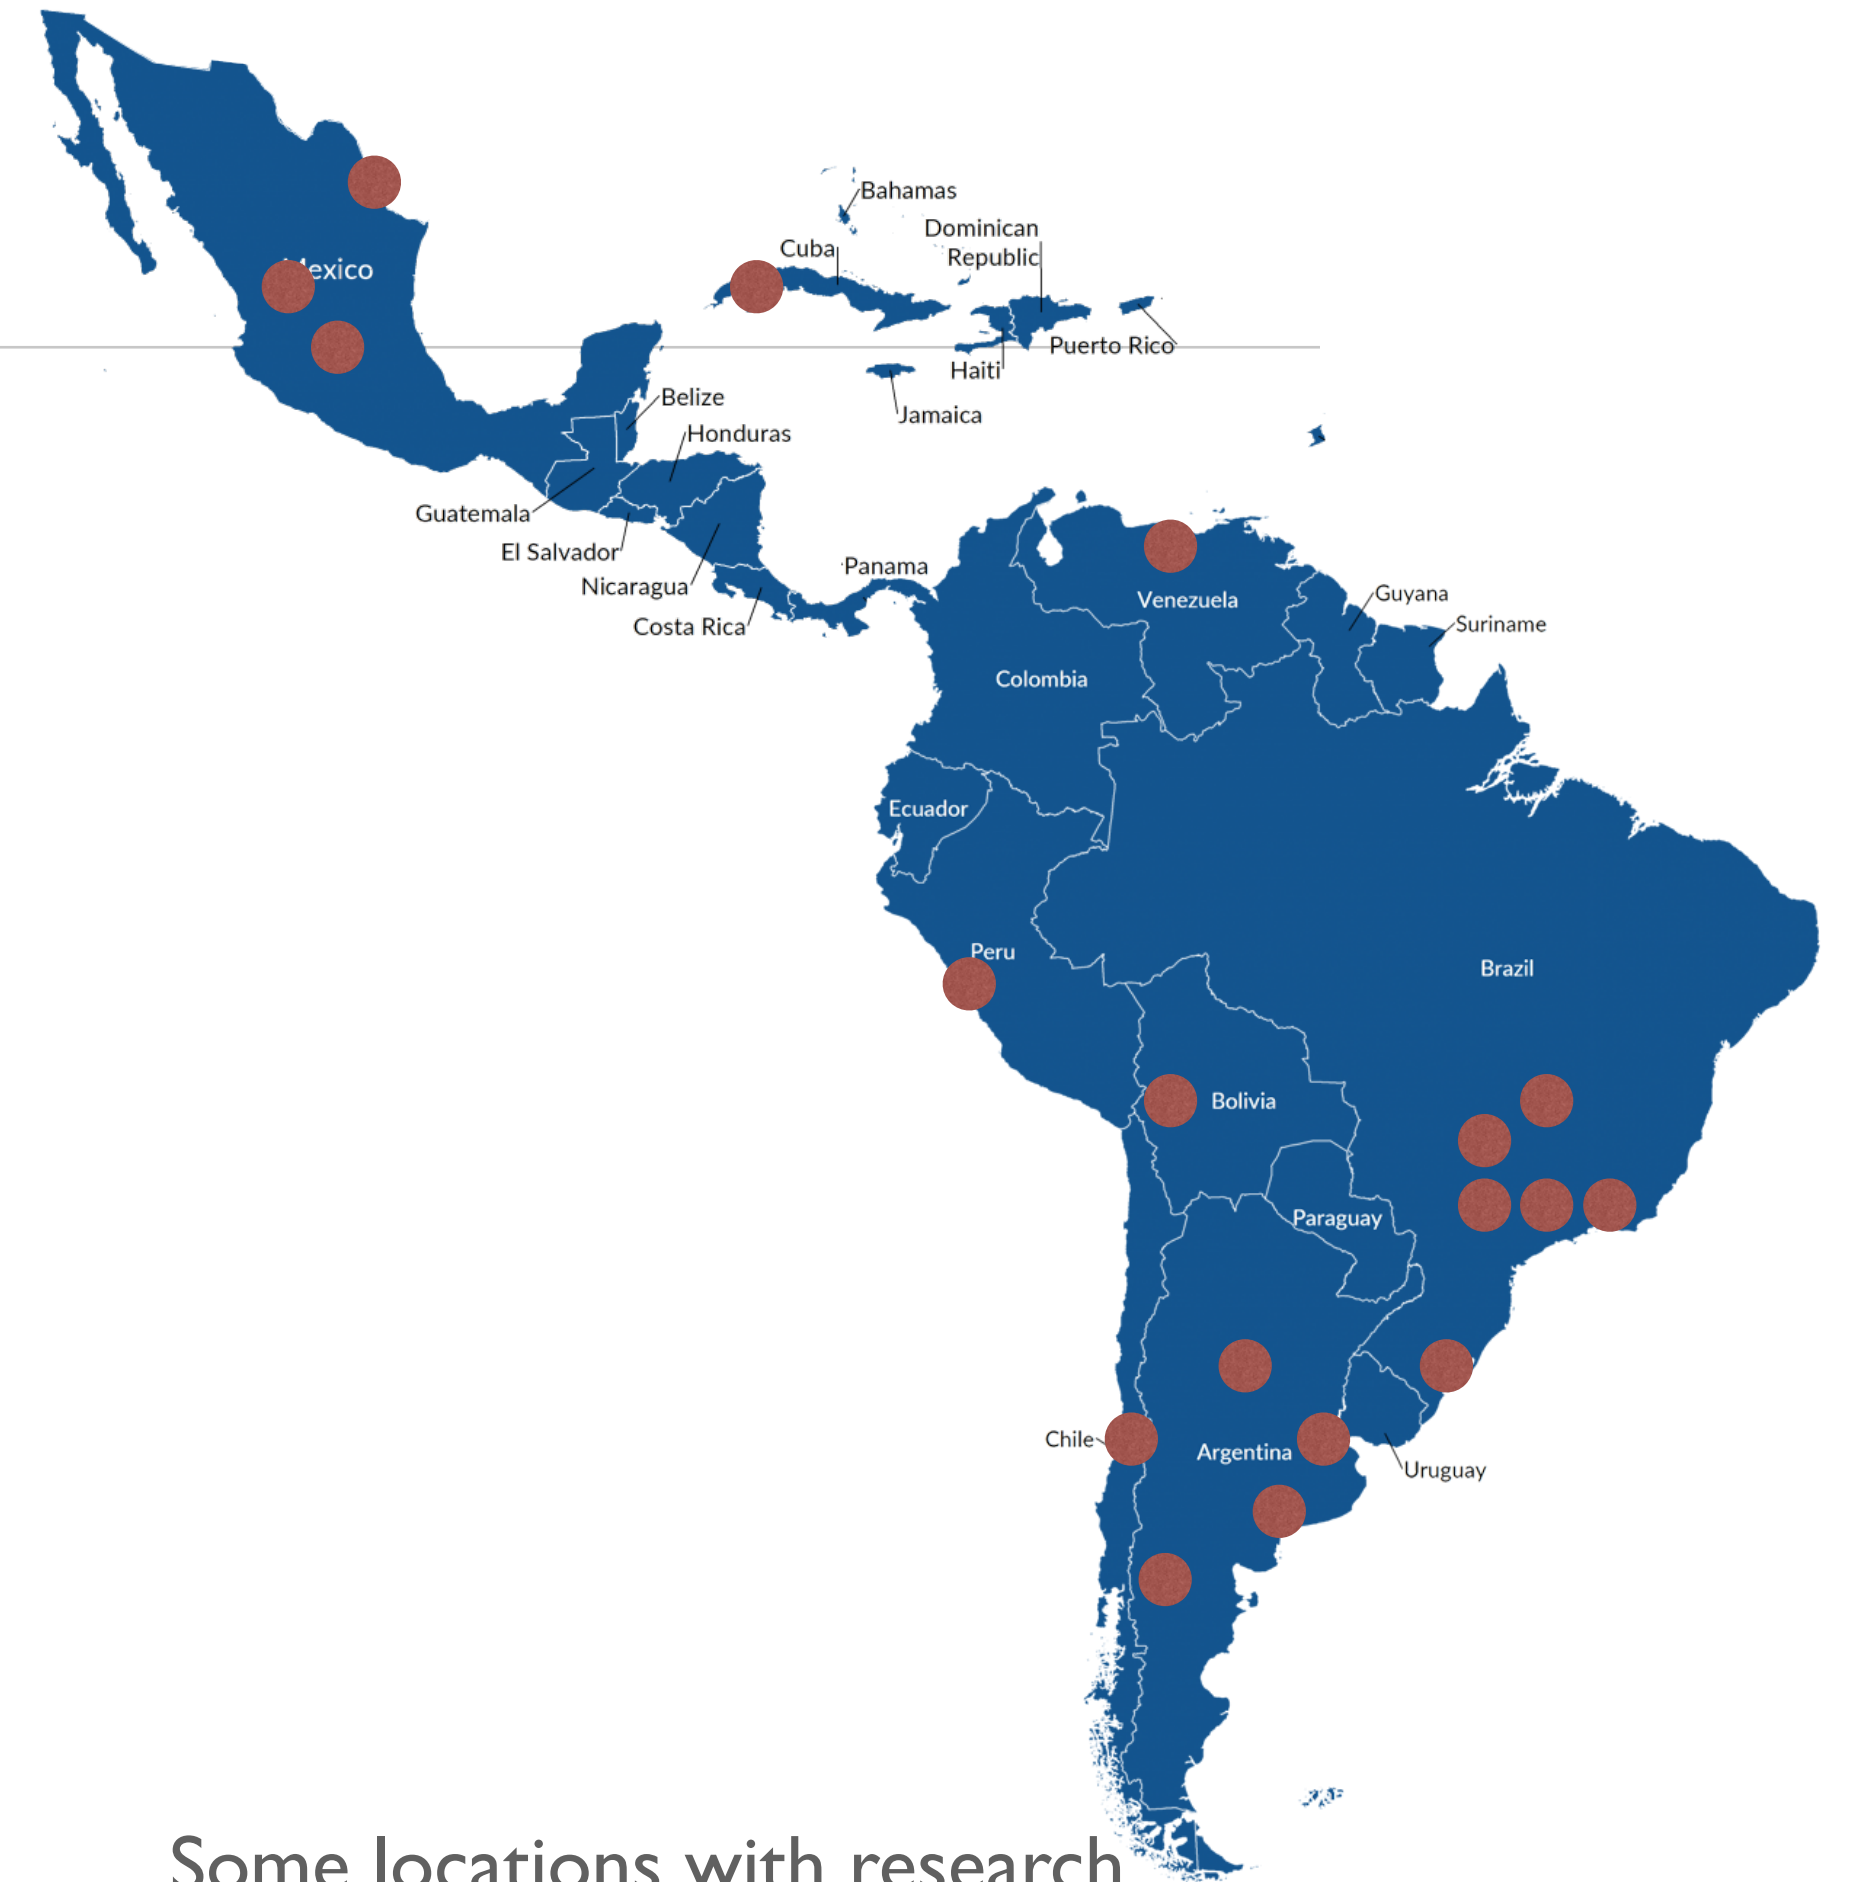 Bahamas
Dominican
Republic
Cuba
exico
Puerto Rico
Haiti
Jamaica
Belize
Honduras
Guatemala
El Salvador
Nicaragua
Costa Rica
Panama
Venezuela
Guyana
Suriname
Colombia
Ecuador
Peru
Brazil
Bolivia
Paraguay
Chile
Argentina
Uruguay
Some locations with research